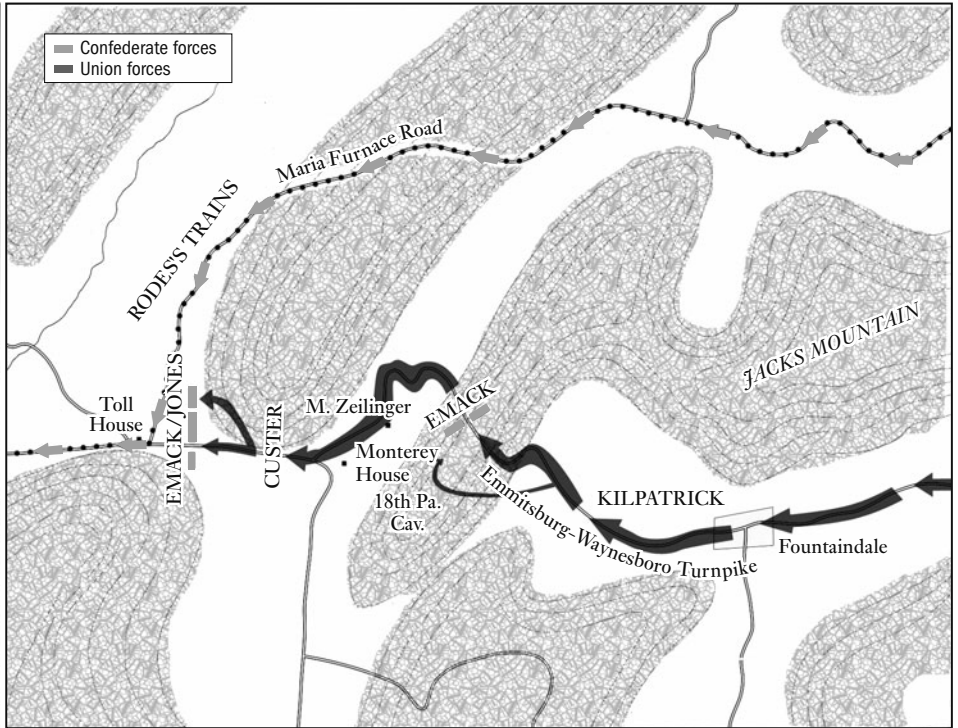 Confederate forces
Union forces
Maria Furnace Road
RODES'S TRAINS
JACKS MOUNTAIN
EMACK/JONES
Toll
House
CUSTER
M. Zeilinger
EMACK
Monterey
House
18th Pa.
Cav.
KILPATRICK
Emmitsburg–Waynesboro Turnpike
Fountaindale